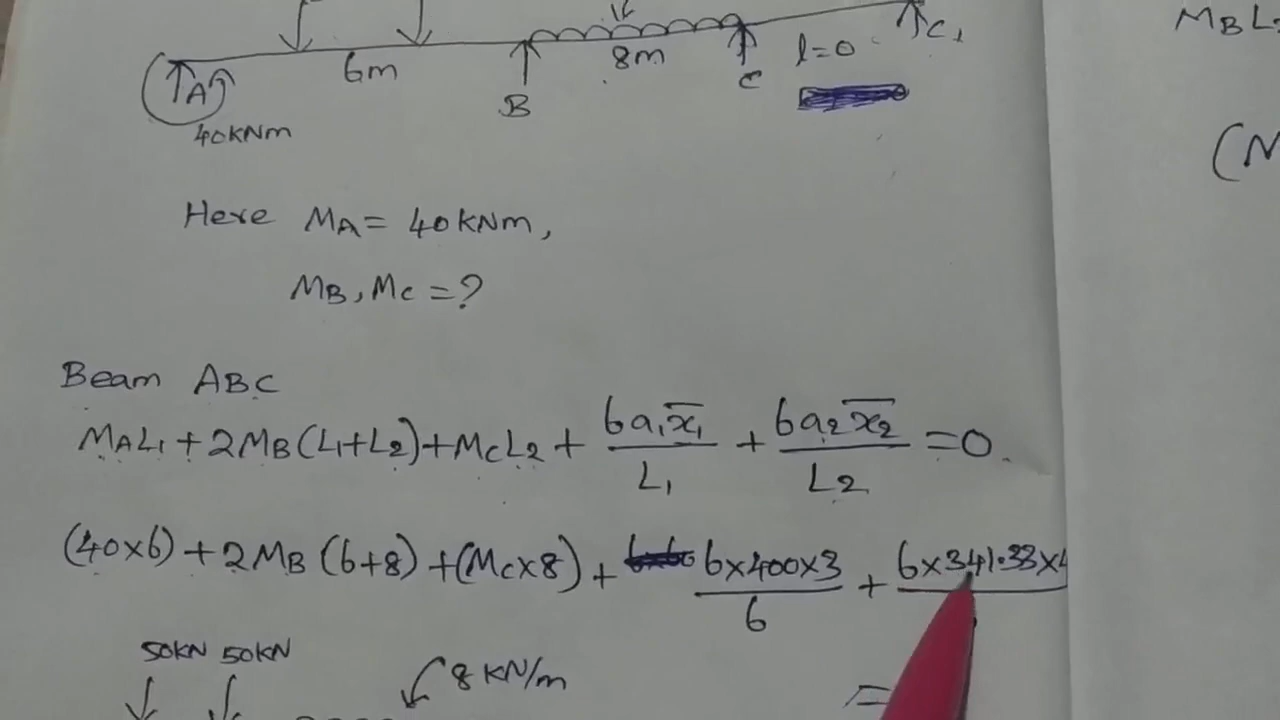 C1
6m 8m l=0
A B C
40KNm
MBL
(M
Here MA = 40KNm,
MB, Mc = ?
Beam ABC
MAL1 + 2MB(L1+L2) + McL2 + 6a1x̄1/L1 + 6a2x̄2/L2 = 0
(40×6) + 2MB (6+8) + (Mc×8) + 6×400×3/6 + 6×341.33×4
50KN 50KN 8 KN/m =